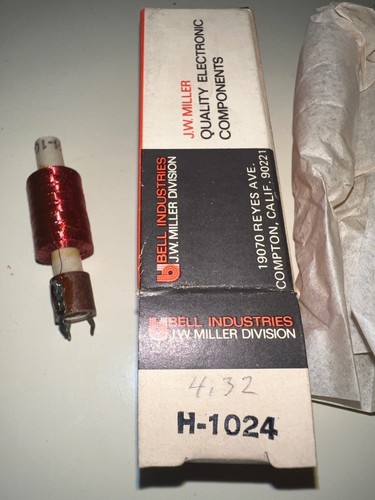 J.W. MILLER
QUALITY ELECTRONIC
COMPONENTS
BELL INDUSTRIES
J.W. MILLER DIVISION
19070 REYES AVE.
COMPTON, CALIF. 90221
BELL INDUSTRIES
J.W. MILLER DIVISION
4.32
H-1024